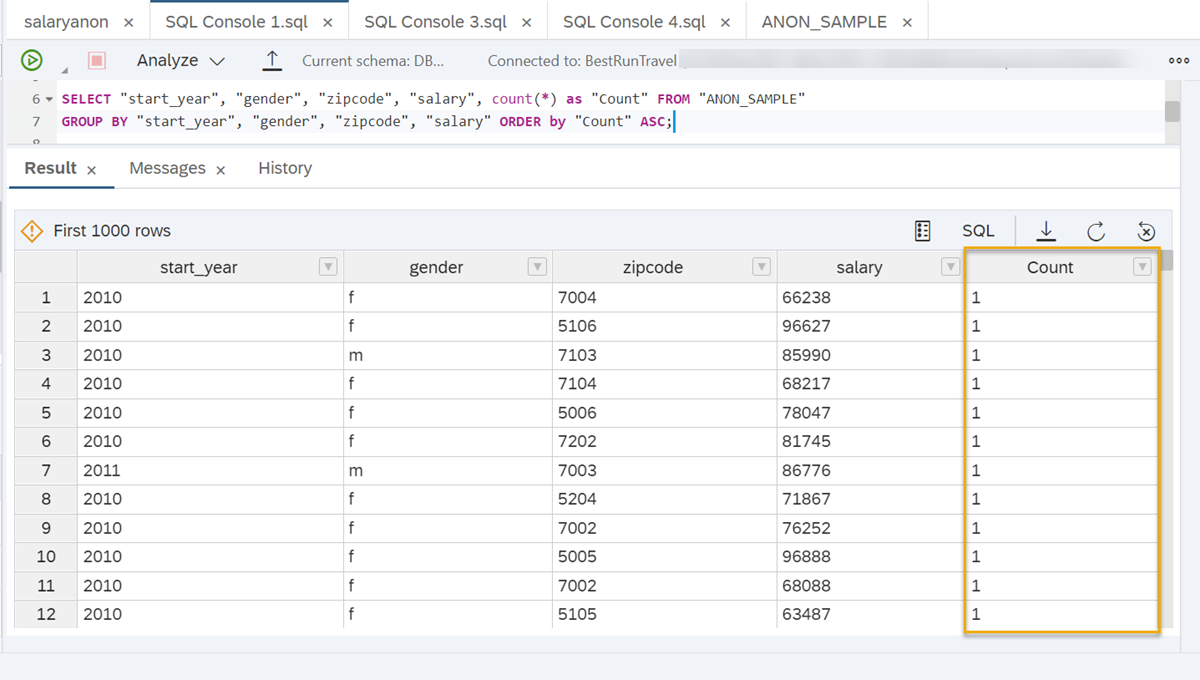 salaryanon × SQL Console 1.sql × SQL Console 3.sql × SQL Console 4.sql × ANON_SAMPLE ×
Analyze Current schema: DB... Connected to: BestRunTravel
6 SELECT "start_year", "gender", "zipcode", "salary", count(*) as "Count" FROM "ANON_SAMPLE"
7 GROUP BY "start_year", "gender", "zipcode", "salary" ORDER by "Count" ASC;
Result × Messages × History
First 1000 rows SQL
start_year gender zipcode salary Count
1 2010 f 7004 66238 1
2 2010 f 5106 96627 1
3 2010 m 7103 85990 1
4 2010 f 7104 68217 1
5 2010 f 5006 78047 1
6 2010 f 7202 81745 1
7 2011 m 7003 86776 1
8 2010 f 5204 71867 1
9 2010 f 7002 76252 1
10 2010 f 5005 96888 1
11 2010 f 7002 68088 1
12 2010 f 5105 63487 1